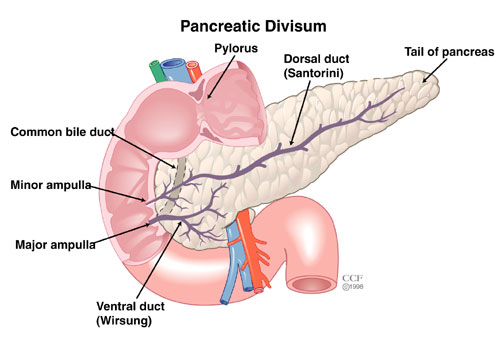 Pancreatic Divisum
Pylorus
Dorsal duct
(Santorini)
Tail of pancreas
Common bile duct
Minor ampulla
Major ampulla
Ventral duct
(Wirsung)
CCF
©1998